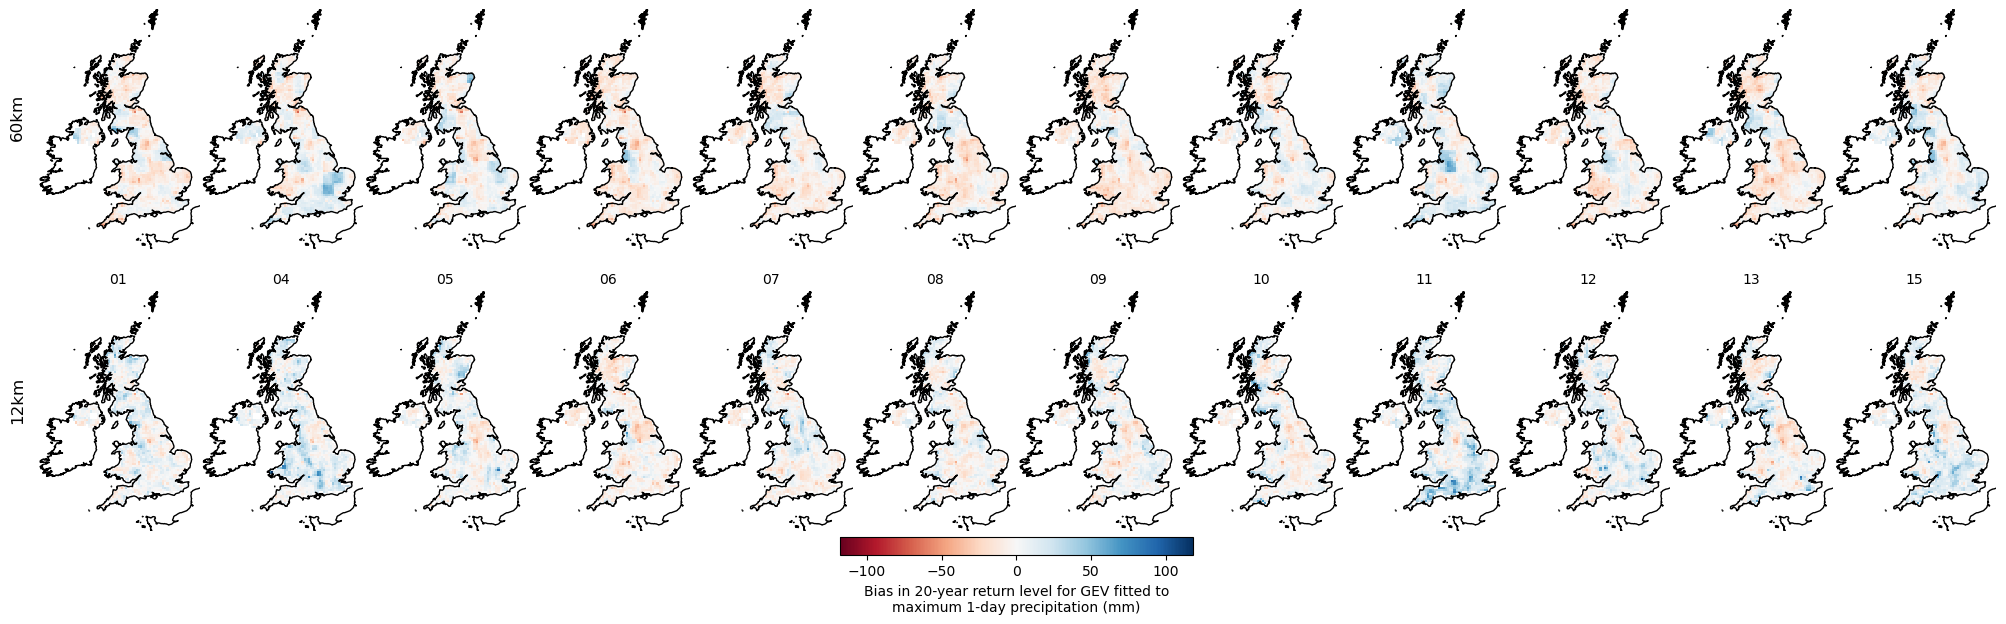 60km
01 04 05 06 07 08 09 10 11 12 13 15
12km
−100 −50 0 50 100
Bias in 20-year return level for GEV fitted to
maximum 1-day precipitation (mm)